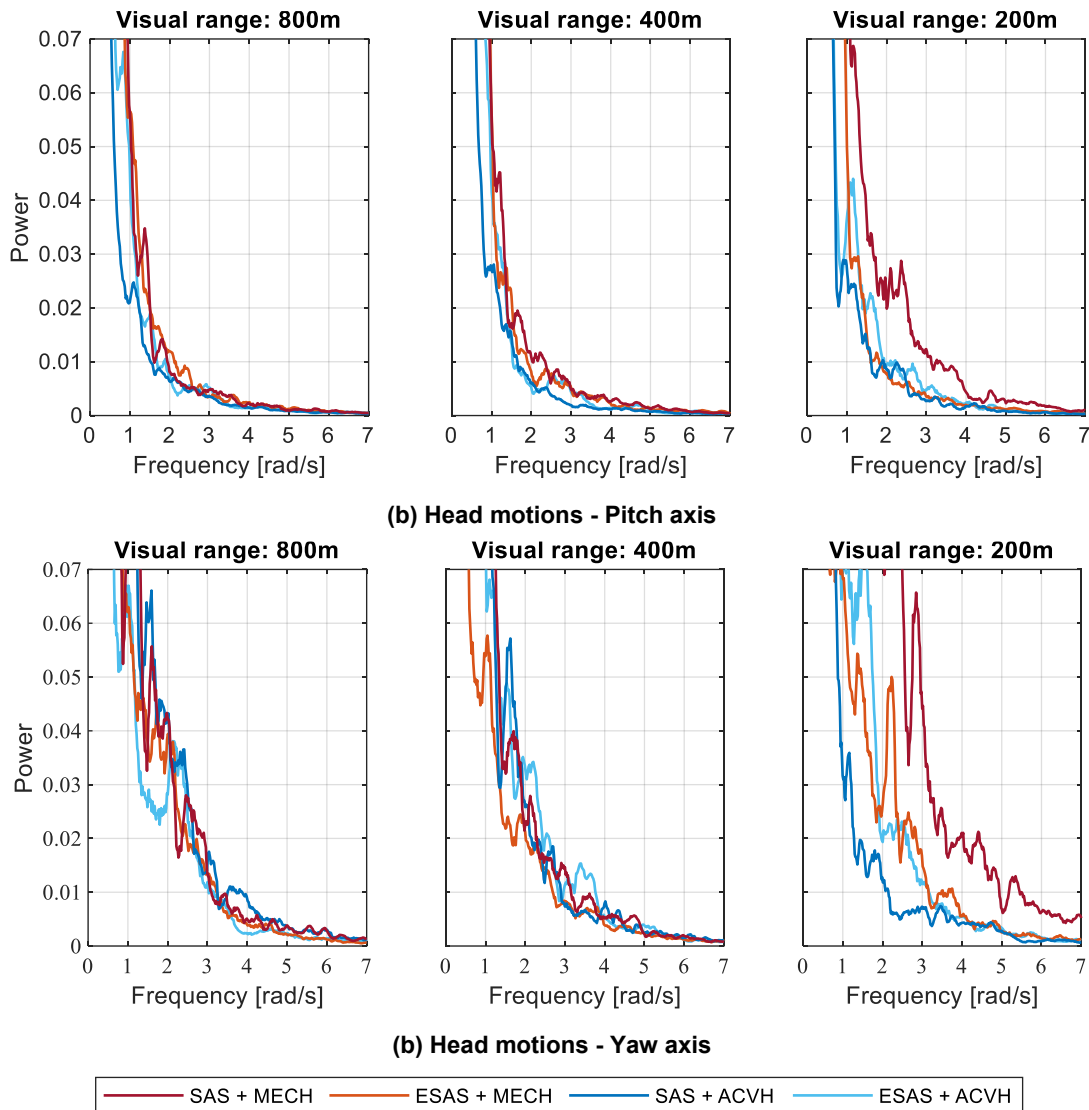 Visual range: 800m Visual range: 400m Visual range: 200m
0.07
0.06
0.05
0.04
0.03
0.02
0.01
0
Power
0 1 2 3 4 5 6 7 0 1 2 3 4 5 6 7 0 1 2 3 4 5 6 7
Frequency [rad/s] Frequency [rad/s] Frequency [rad/s]
(b) Head motions - Pitch axis
Visual range: 800m Visual range: 400m Visual range: 200m
0.07
0.06
0.05
0.04
0.03
0.02
0.01
0
Power
0 1 2 3 4 5 6 7 0 1 2 3 4 5 6 7 0 1 2 3 4 5 6 7
Frequency [rad/s] Frequency [rad/s] Frequency [rad/s]
(b) Head motions - Yaw axis
SAS + MECH ESAS + MECH SAS + ACVH ESAS + ACVH